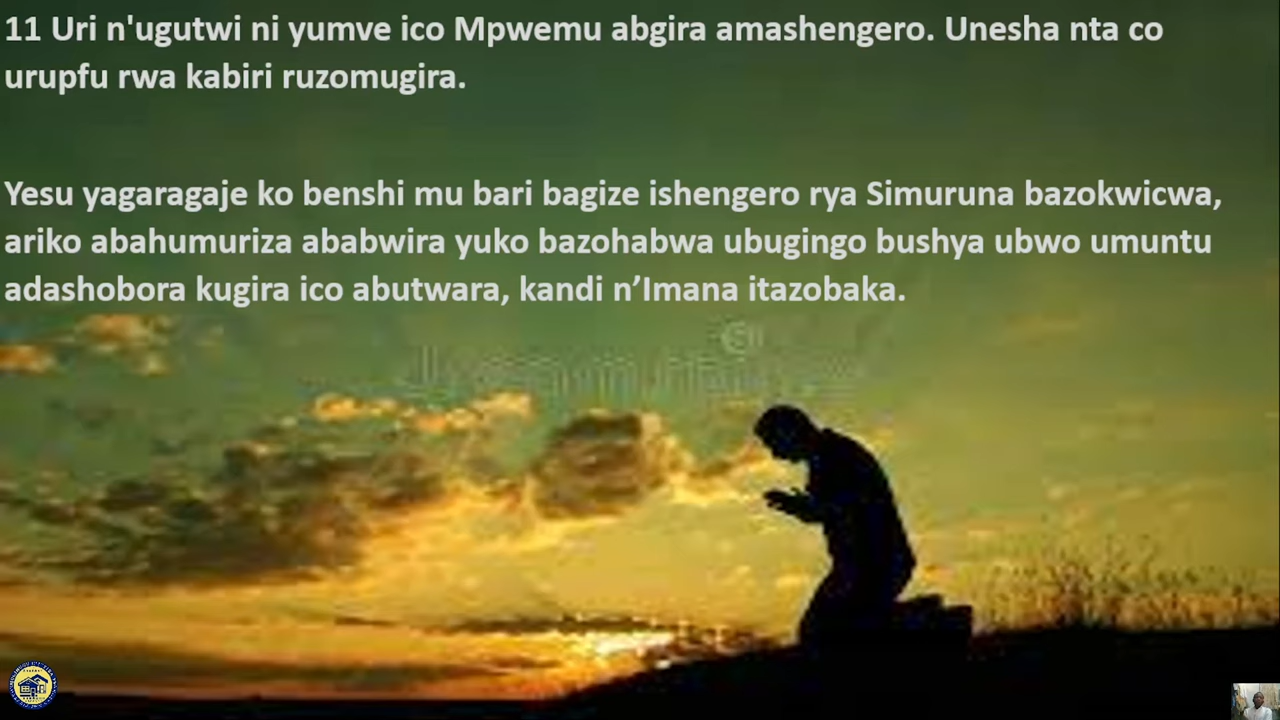 11 Uri n'ugutwi ni yumve ico Mpwemu abgira amashengero. Unesha nta co
urupfu rwa kabiri ruzomugira.
Yesu yagaragaje ko benshi mu bari bagize ishengero rya Simuruna bazokwicwa,
ariko abahumuriza ababwira yuko bazohabwa ubugingo bushya ubwo umuntu
adashobora kugira ico abutwara, kandi n’Imana itazobaka.